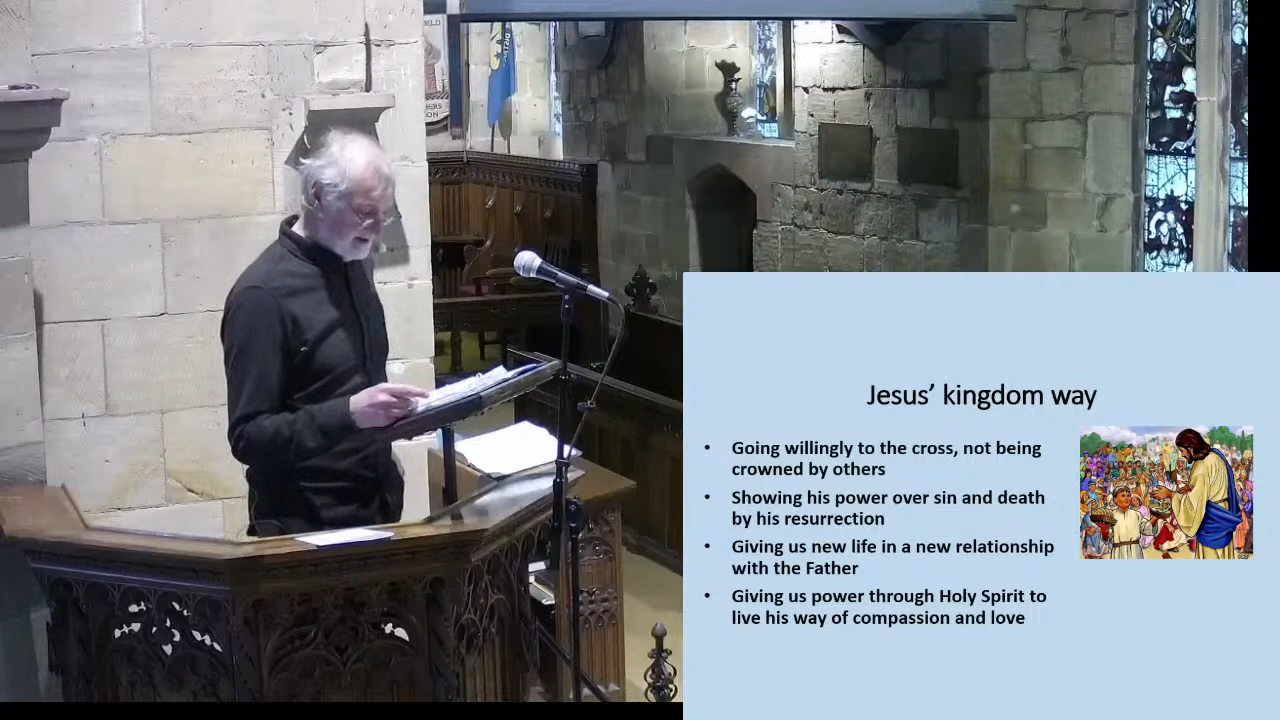 Jesus’ kingdom way
• Going willingly to the cross, not being
crowned by others
• Showing his power over sin and death
by his resurrection
• Giving us new life in a new relationship
with the Father
• Giving us power through Holy Spirit to
live his way of compassion and love